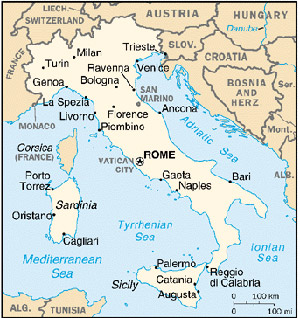 LIECH.
SWITZERLAND
AUSTRIA
HUNGARY
Danube
FRANCE
Milan
Trieste
SLOV.
Turin
Venice
CROATIA
Ravenna
Genoa
Bologna
SAN
MARINO
BOSNIA
AND
HERZ.
La Spezia
MONACO
Livorno
Florence
Ancona
Piombino
Adriatic Sea
Corsica
(FRANCE)
ROME
VATICAN
CITY
Porto
Torrez
Gaeta
Bari
Naples
Sardinia
Oristano
Tyrrhenian
Sea
Cagliari
Ionian
Sea
Mediterranean
Sea
Palermo
Reggio
di Calabria
Sicily
Catania
Augusta
ALG.
TUNISIA
0 100 km
0 100 mi